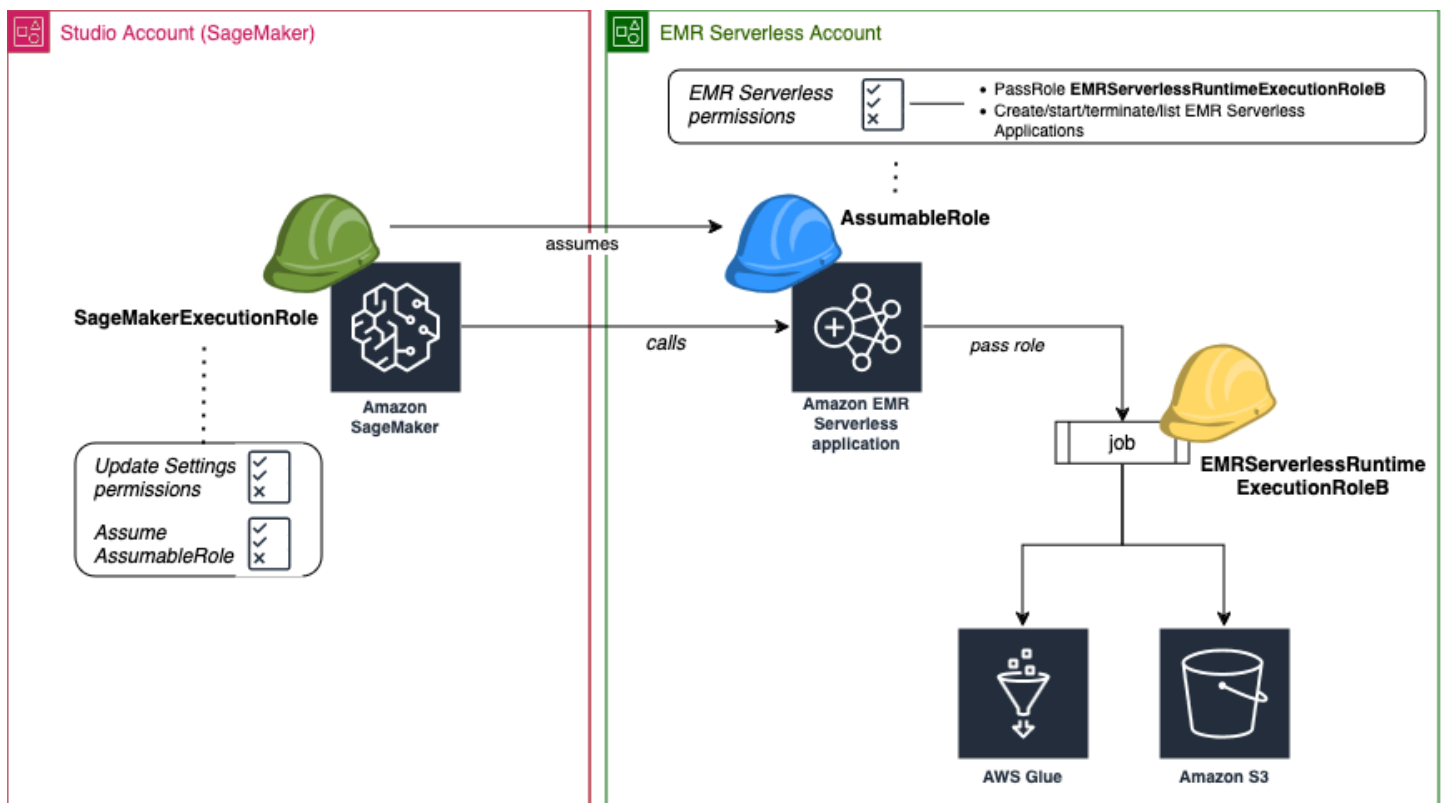 Studio Account (SageMaker)
EMR Serverless Account
EMR Serverless
permissions
• PassRole EMRServerlessRuntimeExecutionRoleB
• Create/start/terminate/list EMR Serverless
Applications
AssumableRole
assumes
SageMakerExecutionRole
calls
pass role
Amazon
SageMaker
Amazon EMR
Serverless
application
job
EMRServerlessRuntime
ExecutionRoleB
Update Settings
permissions
Assume
AssumableRole
AWS Glue
Amazon S3